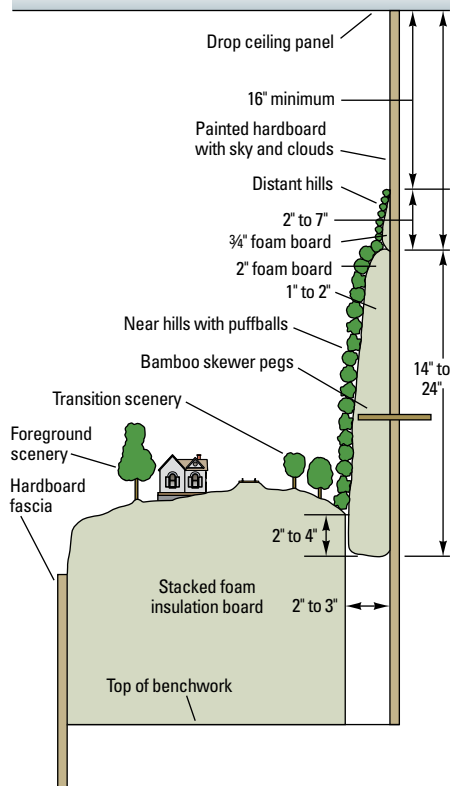 Drop ceiling panel
16" minimum
Painted hardboard
with sky and clouds
Distant hills
2" to 7"
¾" foam board
2" foam board
1" to 2"
Near hills with puffballs
Bamboo skewer pegs
14" to
24"
Transition scenery
Foreground
scenery
Hardboard
fascia
2" to 4"
Stacked foam
insulation board
2" to 3"
Top of benchwork